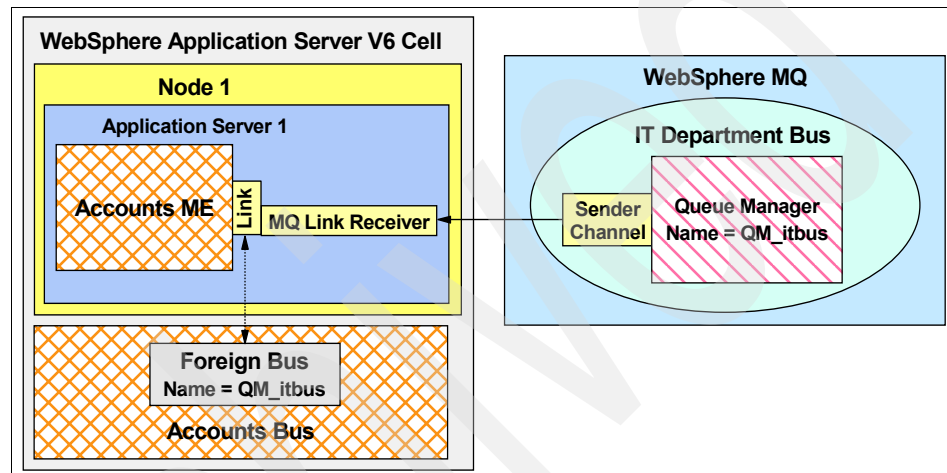 WebSphere Application Server V6 Cell
Node 1
Application Server 1
Accounts ME
Link
MQ Link Receiver
Foreign Bus
Name = QM_itbus
Accounts Bus
WebSphere MQ
IT Department Bus
Sender
Channel
Queue Manager
Name = QM_itbus